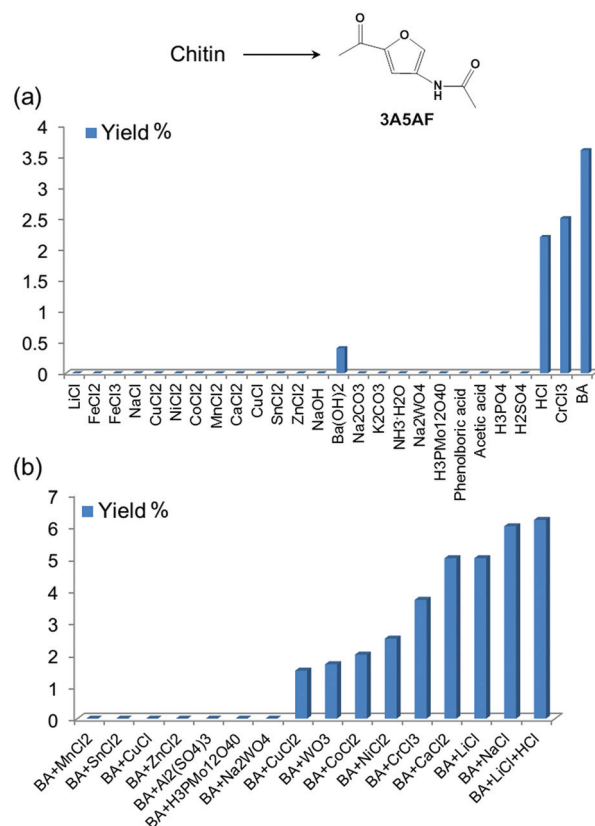 Chitin
O
O
O
N
H
3A5AF
(a)
Yield %
4
3.5
3
2.5
2
1.5
1
0.5
0
LiCl
FeCl2
FeCl3
NaCl
CuCl2
NiCl2
CoCl2
MnCl2
CaCl2
CuCl
SnCl2
ZnCl2
NaOH
Ba(OH)2
Na2CO3
K2CO3
NH3·H2O
Na2WO4
H3PMo12O40
Phenolboric acid
Acetic acid
H3PO4
H2SO4
HCl
CrCl3
BA
(b)
Yield %
7
6
5
4
3
2
1
0
BA+MnCl2
BA+SnCl2
BA+CuCl
BA+ZnCl2
BA+Al2(SO4)3
BA+H3PMo12O40
BA+Na2WO4
BA+CuCl2
BA+WO3
BA+CoCl2
BA+NiCl2
BA+CrCl3
BA+CaCl2
BA+LiCl
BA+NaCl
BA+LiCl+HCl